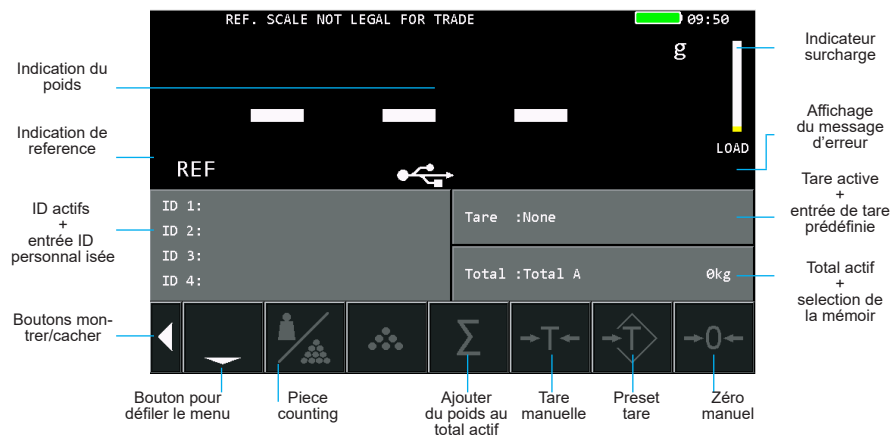 REF. SCALE NOT LEGAL FOR TRADE
09:50
g
Indicateur
surcharge
Indication du
poids
Affichage
du message
d'erreur
Indication de
reference
LOAD
REF
Tare active
+
entrée de tare
prédéfinie
ID actifs
+
entrée ID
personnal isée
ID 1:
ID 2:
ID 3:
ID 4:
Tare :None
Total :Total A 0kg
Total actif
+
selection de
la mémoir
Boutons mon-
trer/cacher
Σ
→T←
→T←
→0←
Bouton pour
défiler le menu
Piece
counting
Ajouter
du poids au
total actif
Tare
manuelle
Preset
tare
Zéro
manuel